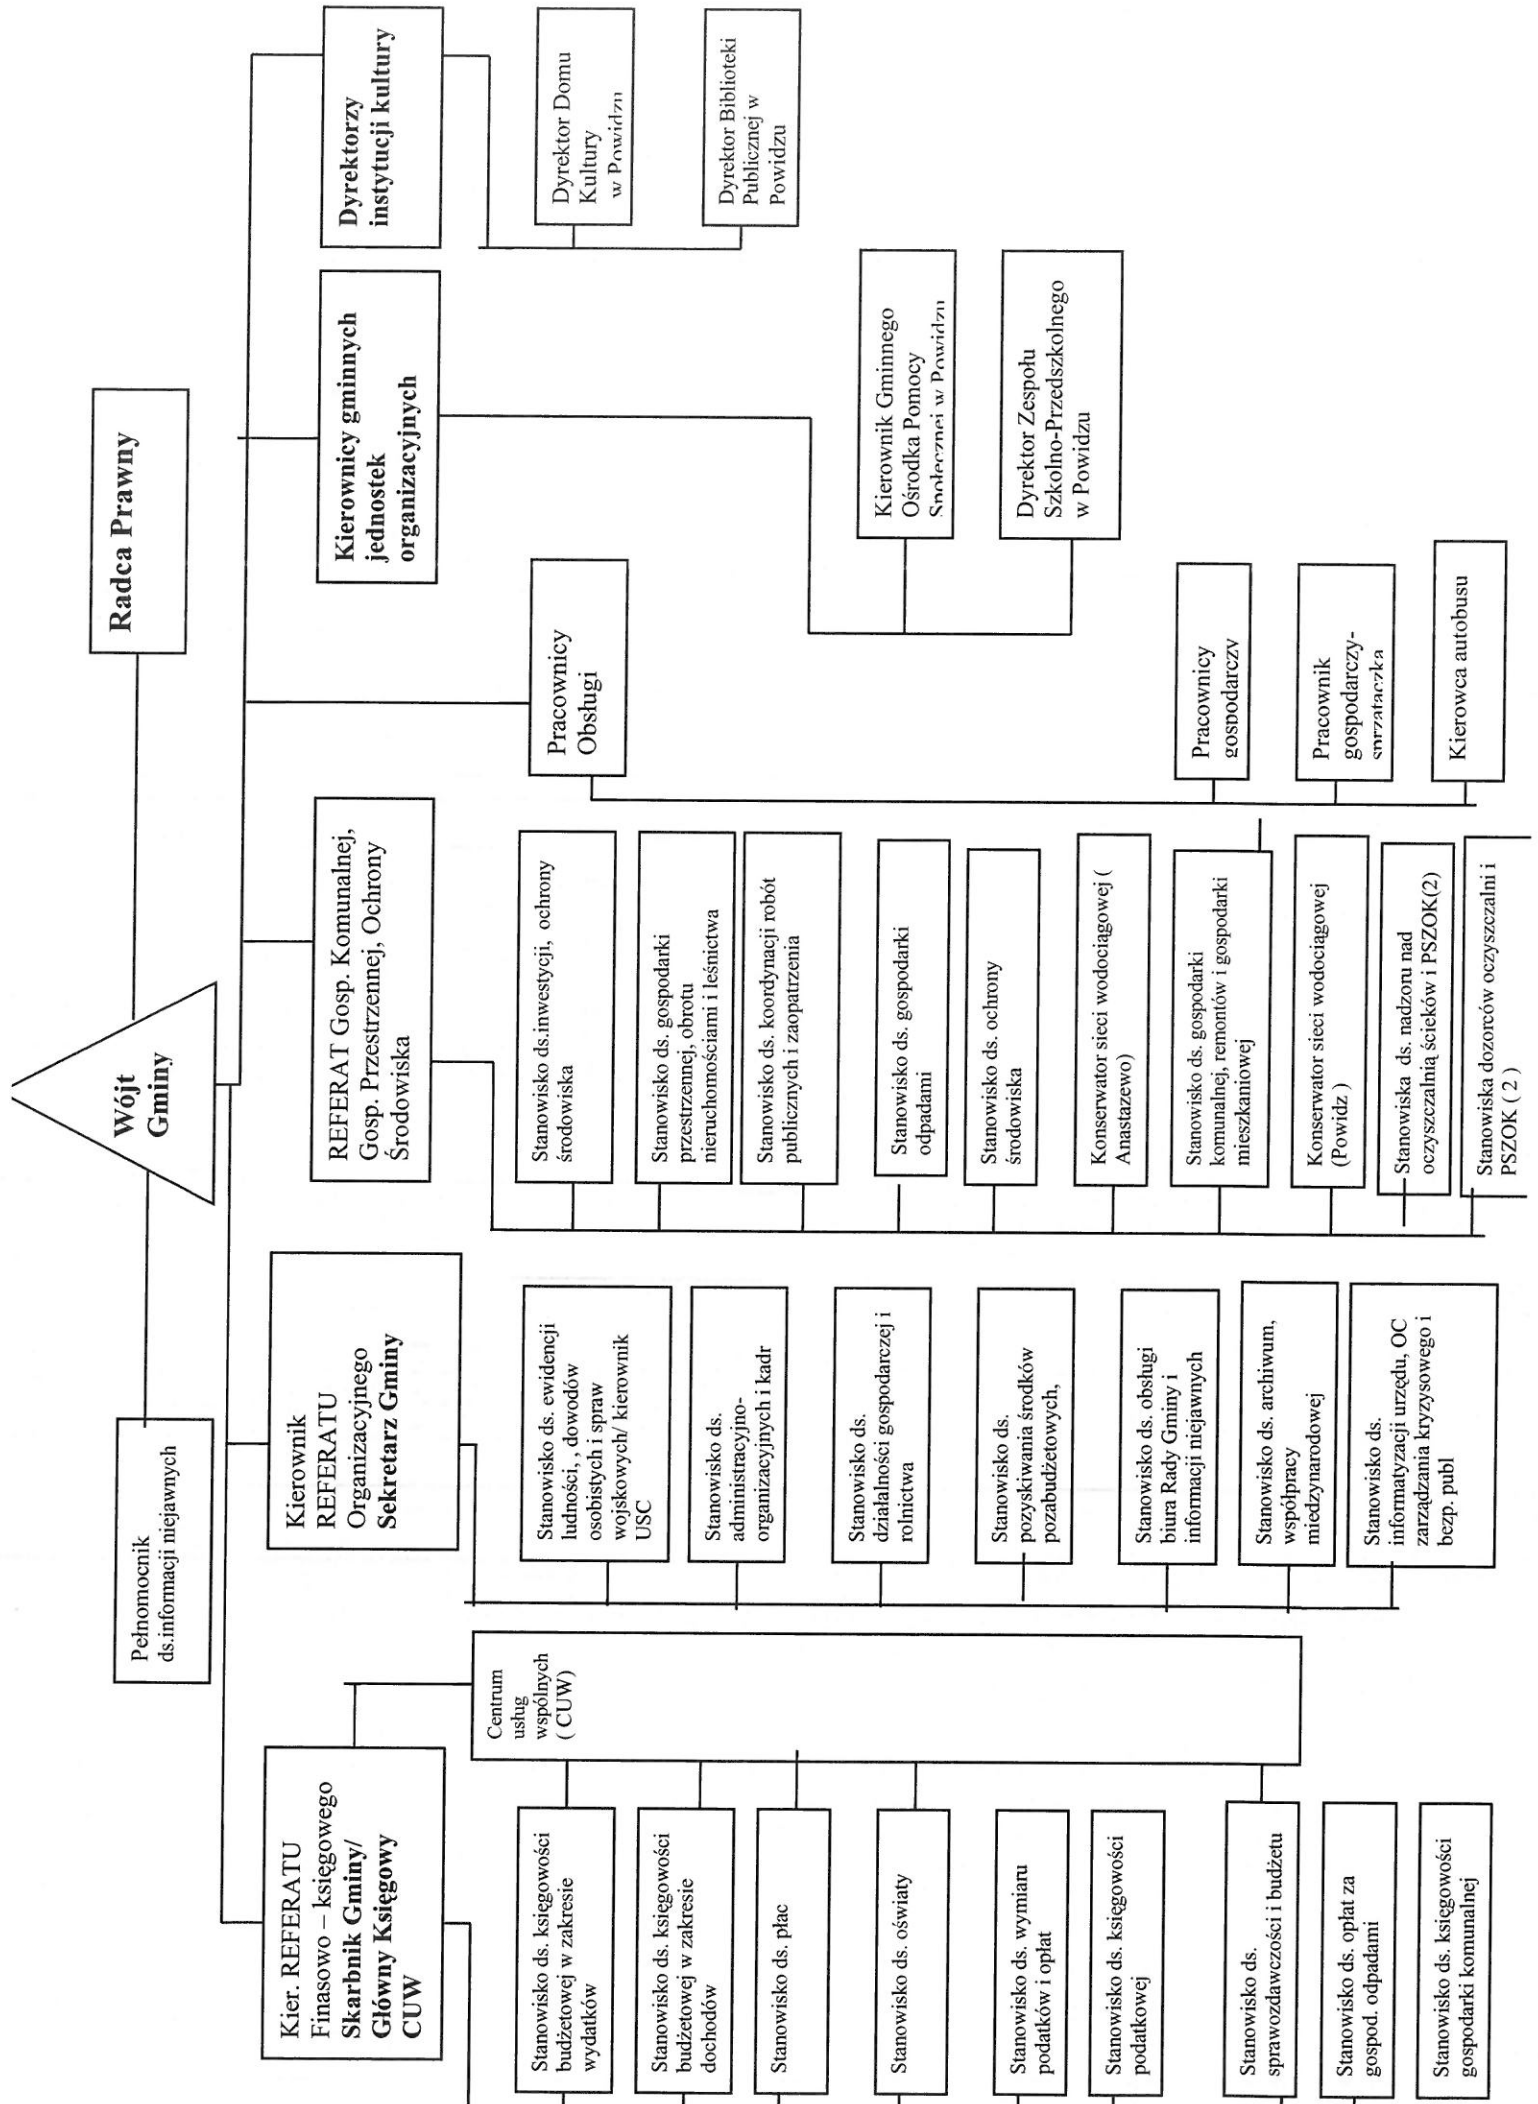 Wójt
Gminy
Radca Prawny
Pełnomocnik
ds.informacji niejawnych
Kier. REFERATU
Finasowo – księgowego
Skarbnik Gminy/
Główny Księgowy
CUW
Kierownik
REFERATU
Organizacyjnego
Sekretarz Gminy
REFERAT Gosp. Komunalnej,
Gosp. Przestrzennej, Ochrony
Środowiska
Pracownicy
Obsługi
Kierownicy gminnych
jednostek
organizacyjnych
Dyrektorzy
instytucji kultury
Centrum
usług
wspólnych
( CUW)
Stanowisko ds. księgowości
budżetowej w zakresie
wydatków
Stanowisko ds. księgowości
budżetowej w zakresie
dochodów
Stanowisko ds. płac
Stanowisko ds. oświaty
Stanowisko ds. wymiaru
podatków i opłat
Stanowisko ds. księgowości
podatkowej
Stanowisko ds.
sprawozdawczości i budżetu
Stanowisko ds. opłat za
gospod. odpadami
Stanowisko ds. księgowości
gospodarki komunalnej
Stanowisko ds. ewidencji
ludności, , dowodów
osobistych i spraw
wojskowych/ kierownik
USC
Stanowisko ds.
administracyjno-
organizacyjnych i kadr
Stanowisko ds.
działalności gospodarczej i
rolnictwa
Stanowisko ds.
pozyskiwania środków
pozabudżetowych,
Stanowisko ds. obsługi
biura Rady Gminy i
informacji niejawnych
Stanowisko ds. archiwum,
współpracy
międzynarodowej
Stanowisko ds.
informatyzacji urzędu, OC
zarządzania kryzysowego i
bezp. publ
Stanowisko ds.inwestycji, ochrony
środowiska
Stanowisko ds. gospodarki
przestrzennej, obrotu
nieruchomościami i leśnictwa
Stanowisko ds. koordynacji robót
publicznych i zaopatrzenia
Stanowisko ds. gospodarki
odpadami
Stanowisko ds. ochrony
środowiska
Konserwator sieci wodociągowej (
Anastazewo)
Stanowisko ds. gospodarki
komunalnej, remontów i gospodarki
mieszkaniowej
Konserwator sieci wodociągowej
(Powidz )
Stanowiska ds. nadzoru nad
oczyszczalnią ścieków i PSZOK(2)
Stanowiska dozorców oczyszczalni i
PSZOK ( 2 )
Pracownicy
gospodarczy
Pracownik
gospodarczy-
sprzątaczka
Kierowca autobusu
Kierownik Gminnego
Ośrodka Pomocy
Społecznej w Powidzu
Dyrektor Zespołu
Szkolno-Przedszkolnego
w Powidzu
Dyrektor Domu
Kultury
w Powidzu
Dyrektor Biblioteki
Publicznej w
Powidzu